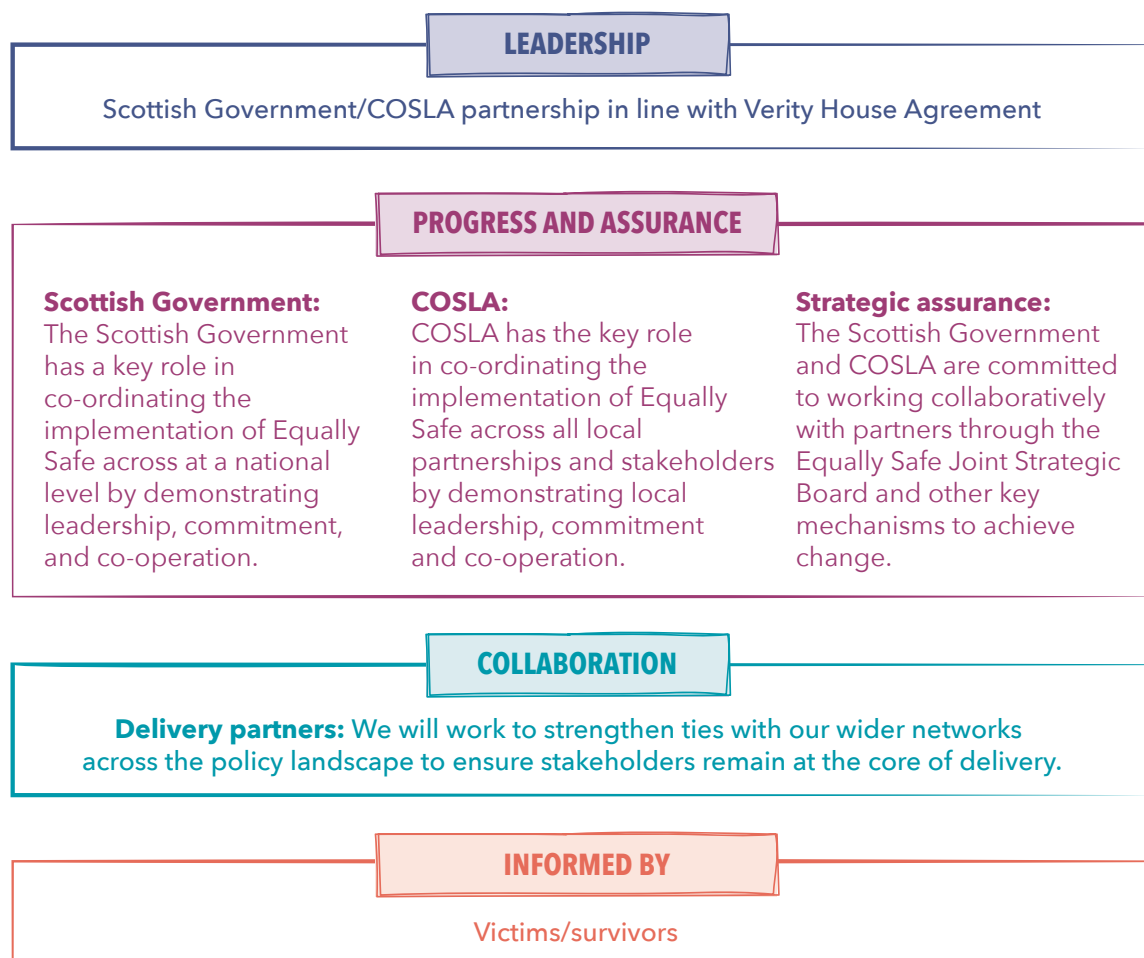 LEADERSHIP
Scottish Government/COSLA partnership in line with Verity House Agreement
PROGRESS AND ASSURANCE
Scottish Government:
The Scottish Government
has a key role in
co-ordinating the
implementation of Equally
Safe across at a national
level by demonstrating
leadership, commitment,
and co-operation.
COSLA:
COSLA has the key role
in co-ordinating the
implementation of Equally
Safe across all local
partnerships and stakeholders
by demonstrating local
leadership, commitment
and co-operation.
Strategic assurance:
The Scottish Government
and COSLA are committed
to working collaboratively
with partners through the
Equally Safe Joint Strategic
Board and other key
mechanisms to achieve
change.
COLLABORATION
Delivery partners: We will work to strengthen ties with our wider networks
across the policy landscape to ensure stakeholders remain at the core of delivery.
INFORMED BY
Victims/survivors